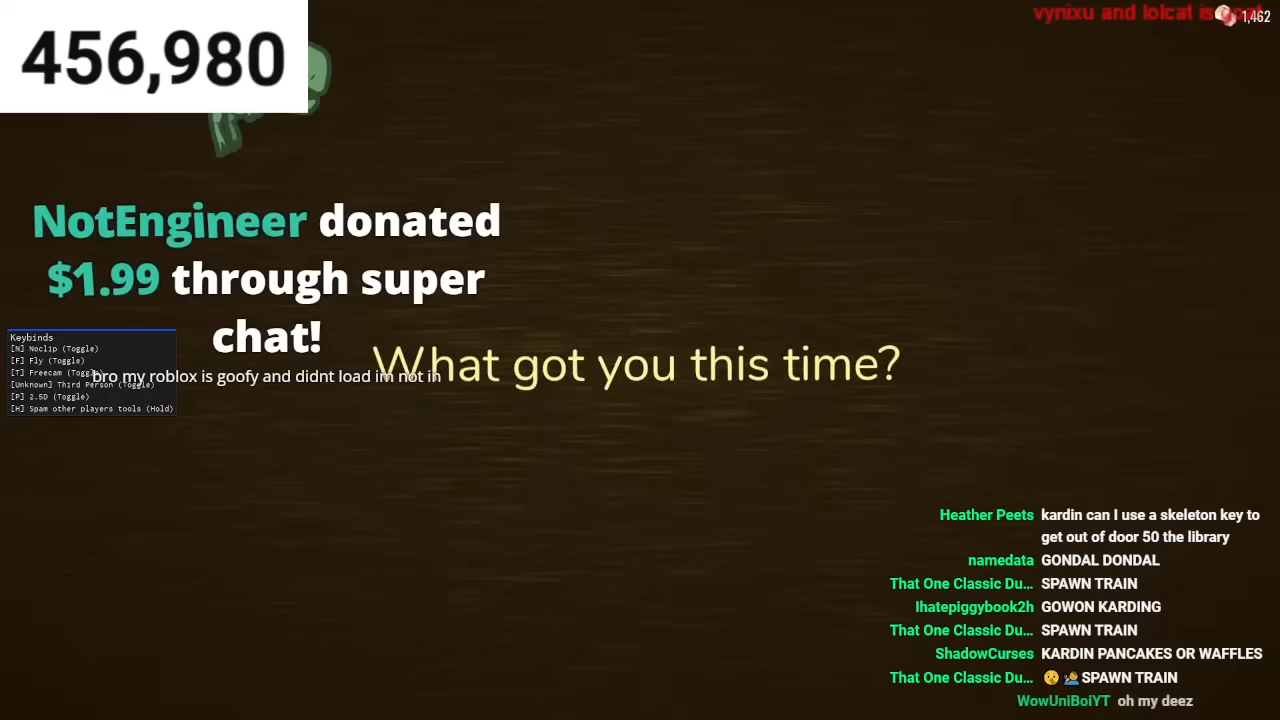 vynixu and lolcat is goat
1,462
456,980
NotEngineer donated
$1.99 through super
chat!
Keybinds
[N] Noclip (Toggle)
[F] Fly (Toggle)
[T] Freecam (Toggle)
[Unknown] Third Person (Toggle)
[P] 2.5D (Toggle)
[H] Spam other players tools (Hold)
bro my roblox is goofy and didnt load im not in
What got you this time?
Heather Peets kardin can I use a skeleton key to
get out of door 50 the library
namedata GONDAL DONDAL
That One Classic Du... SPAWN TRAIN
Ihatepiggybook2h GOWON KARDING
That One Classic Du... SPAWN TRAIN
ShadowCurses KARDIN PANCAKES OR WAFFLES
That One Classic Du... SPAWN TRAIN
WowUniBoiYT oh my deez